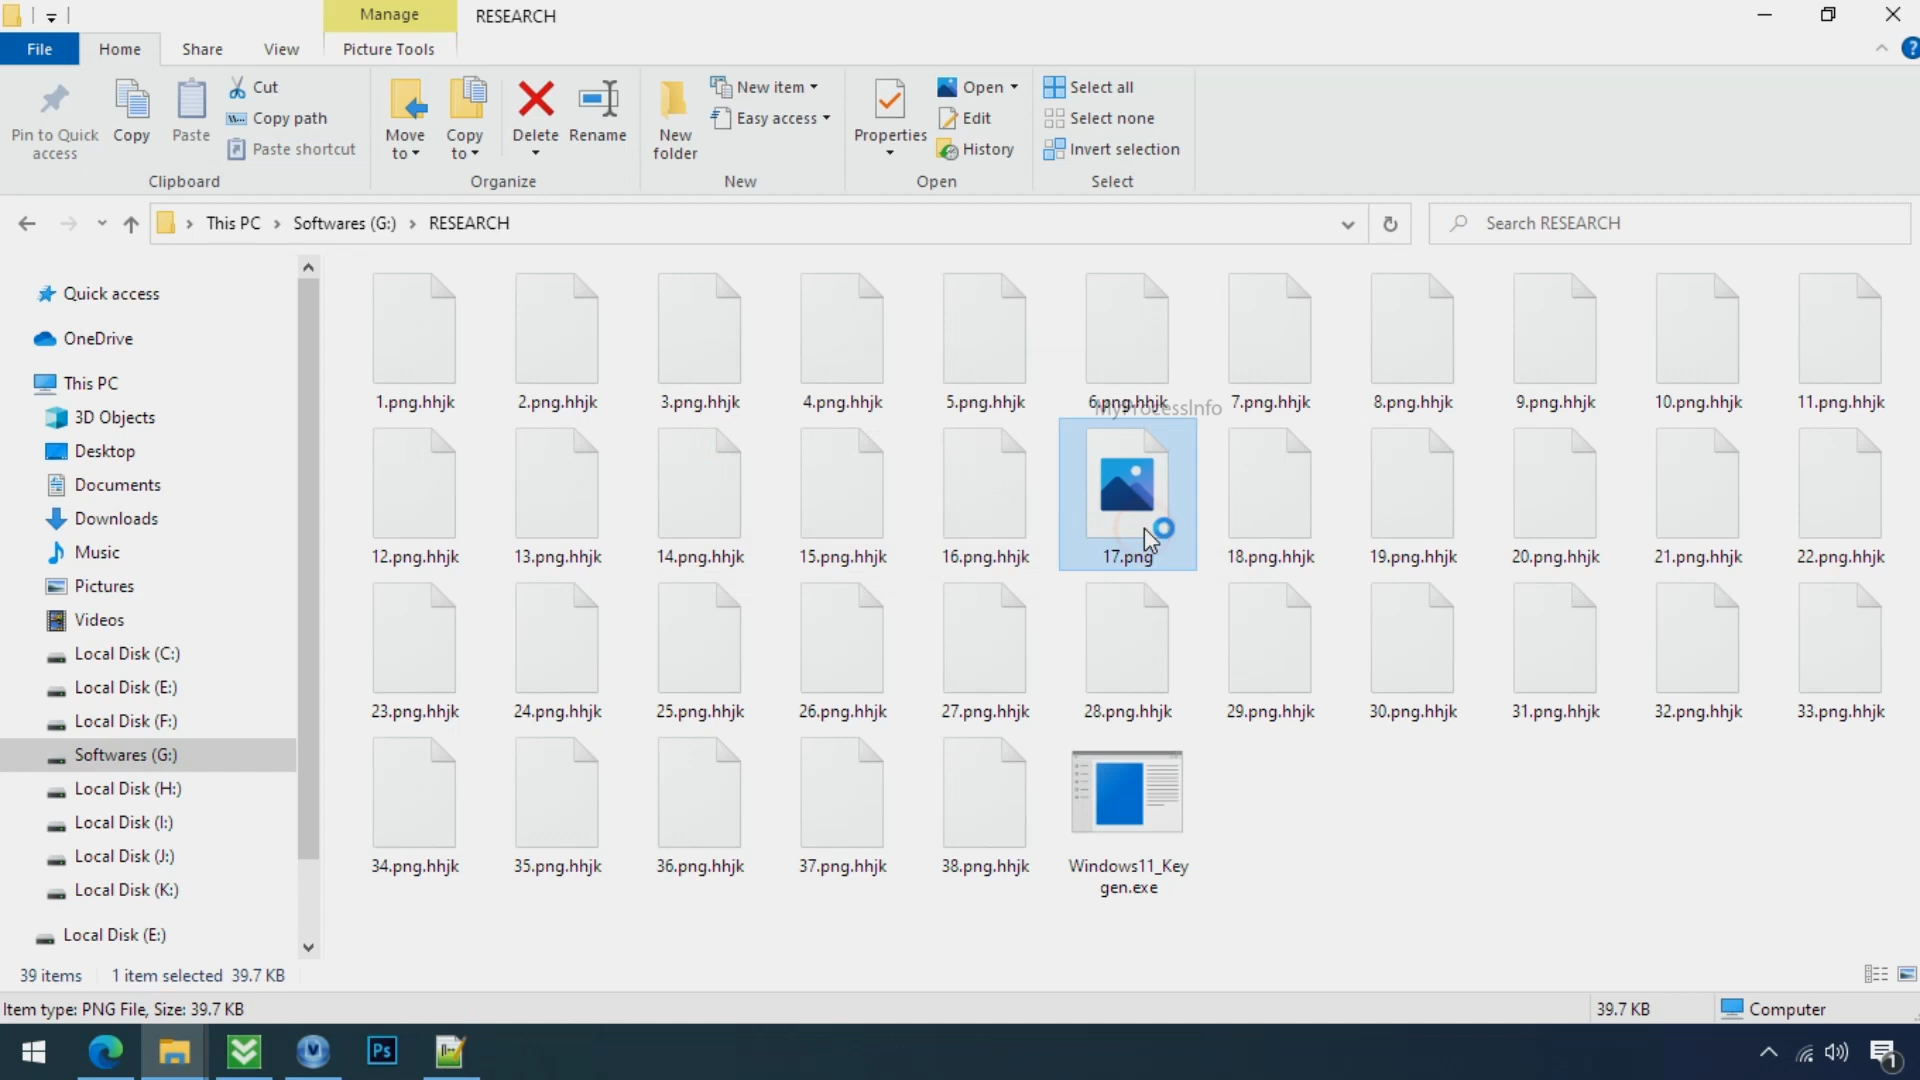 Manage
RESEARCH
File
Home
Share
View
Picture Tools
?
Pin to Quick
access
Copy
Paste
Cut
Copy path
Paste shortcut
Clipboard
Move
to
Copy
to
Delete
Rename
Organize
New
folder
New item
Easy access
New
Properties
Open
Edit
History
Open
Select all
Select none
Invert selection
Select
This PC
Softwares (G:)
RESEARCH
Search RESEARCH
Quick access
OneDrive
This PC
3D Objects
Desktop
Documents
Downloads
Music
Pictures
Videos
Local Disk (C:)
Local Disk (E:)
Local Disk (F:)
Softwares (G:)
Local Disk (H:)
Local Disk (I:)
Local Disk (J:)
Local Disk (K:)
Local Disk (E:)
1.png.hhjk
2.png.hhjk
3.png.hhjk
4.png.hhjk
5.png.hhjk
6.png.hhjk
7.png.hhjk
8.png.hhjk
9.png.hhjk
10.png.hhjk
11.png.hhjk
MyProcessInfo
12.png.hhjk
13.png.hhjk
14.png.hhjk
15.png.hhjk
16.png.hhjk
17.png
18.png.hhjk
19.png.hhjk
20.png.hhjk
21.png.hhjk
22.png.hhjk
23.png.hhjk
24.png.hhjk
25.png.hhjk
26.png.hhjk
27.png.hhjk
28.png.hhjk
29.png.hhjk
30.png.hhjk
31.png.hhjk
32.png.hhjk
33.png.hhjk
34.png.hhjk
35.png.hhjk
36.png.hhjk
37.png.hhjk
38.png.hhjk
Windows11_Key
gen.exe
39 items
1 item selected 39.7 KB
Item type: PNG File, Size: 39.7 KB
39.7 KB
Computer
Ps
1